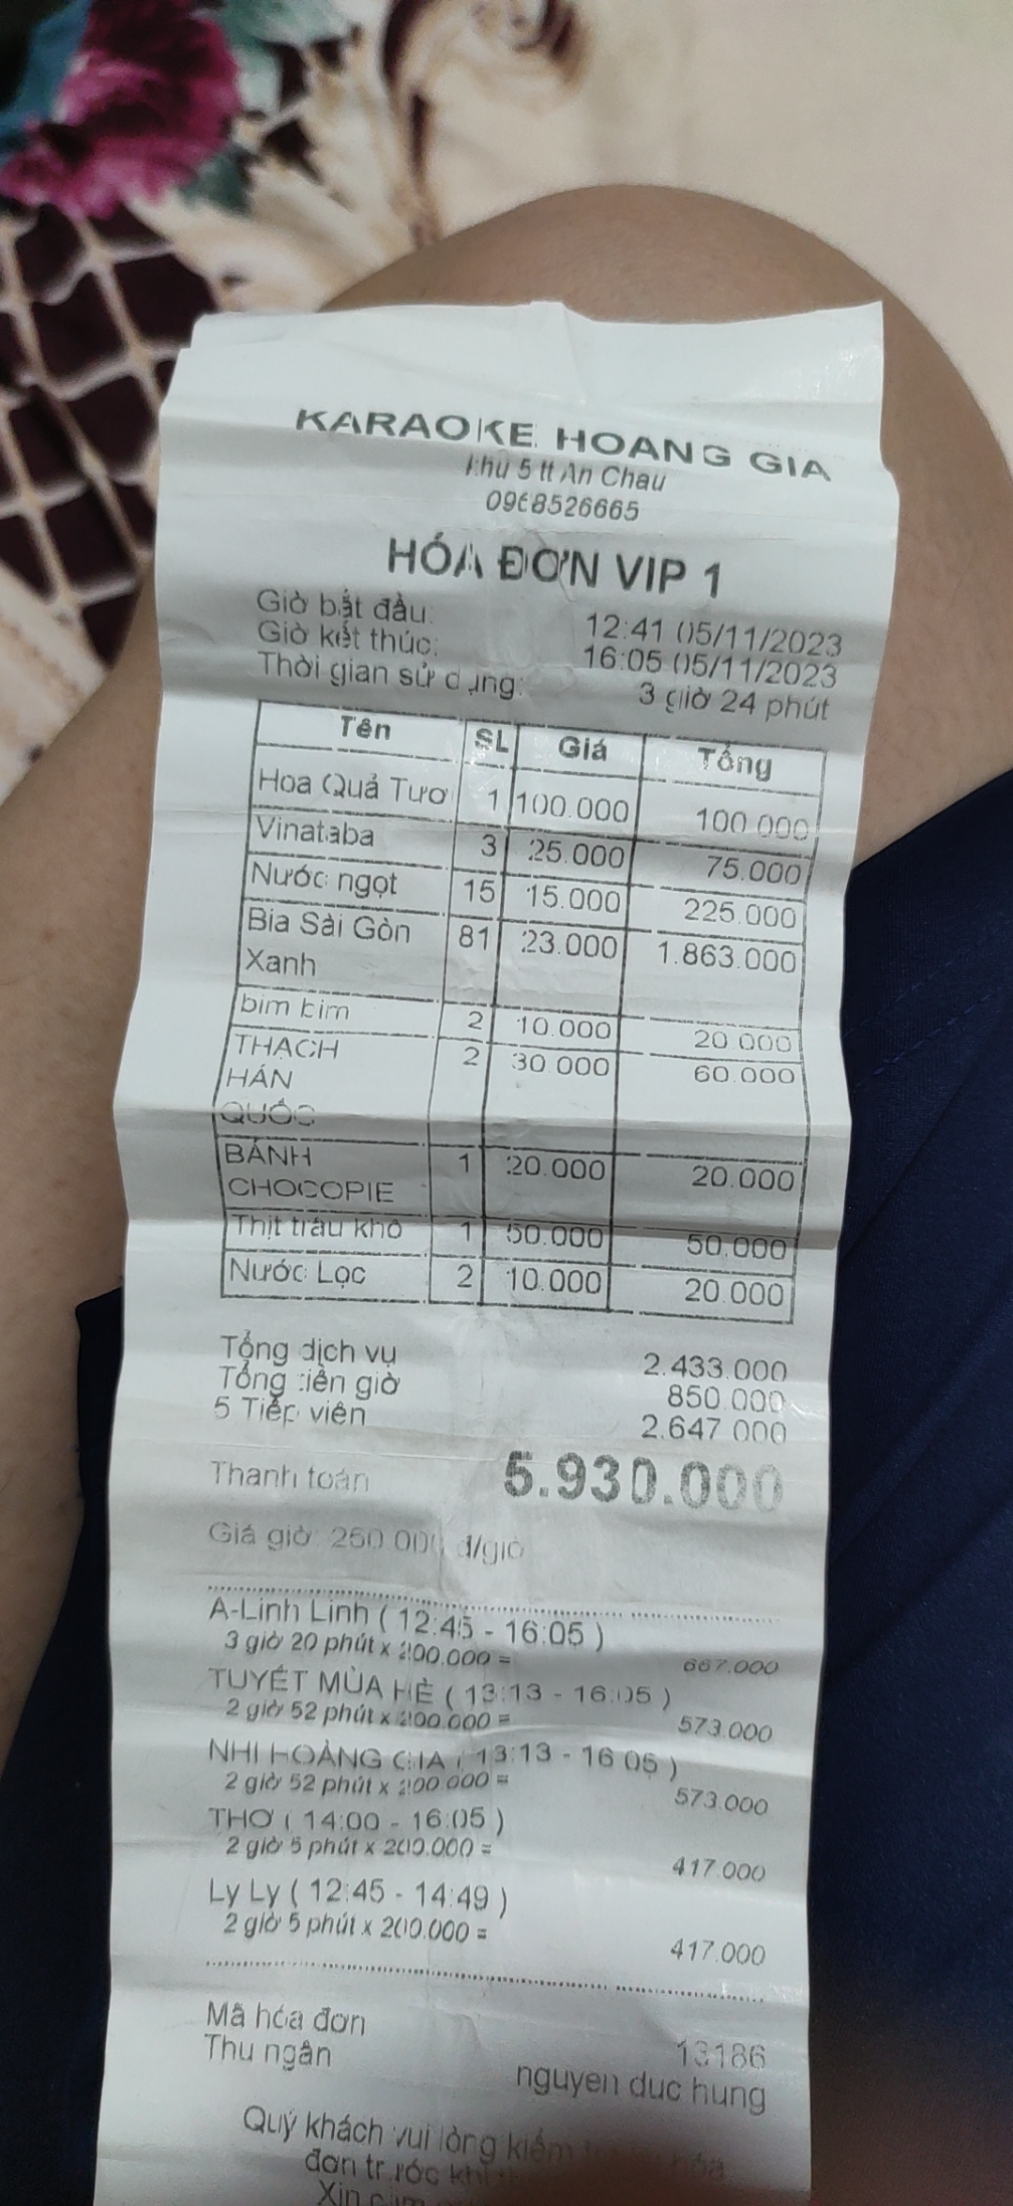 KARAOKE HOANG GIA
Khu 5 tt An Chau
0968526665
HÓA ĐƠN VIP 1
Giờ bắt đầu: 12:41 05/11/2023
Giờ kết thúc: 16:05 05/11/2023
Thời gian sử dụng: 3 giờ 24 phút
Tên SL Giá Tổng
Hoa Quả Tươ 1 100.000 100.000
Vinataba 3 25.000 75.000
Nước ngọt 15 15.000 225.000
Bia Sài Gòn 81 23.000 1.863.000
Xanh
bim bim 2 10.000 20.000
THẠCH 2 30.000 60.000
HÀN
QUỐC
BÁNH 1 20.000 20.000
CHOCOPIE
Thịt trâu khô 1 50.000 50.000
Nước Lọc 2 10.000 20.000
Tổng dịch vụ 2.433.000
Tổng tiền giờ 850.000
5 Tiếp viên 2.647.000
Thanh toán 5.930.000
Giá giờ: 250.000 đ/giờ
A-Linh Linh ( 12:45 - 16:05 )
3 giờ 20 phút x 200.000 = 667.000
TUYẾT MÙA HÈ ( 13:13 - 16:05 )
2 giờ 52 phút x 200.000 = 573.000
NHI HOÀNG GIA ( 13:13 - 16:05 )
2 giờ 52 phút x 200.000 = 573.000
THƠ ( 14:00 - 16:05 )
2 giờ 5 phút x 200.000 = 417.000
Ly Ly ( 12:45 - 14:49 )
2 giờ 5 phút x 200.000 = 417.000
Mã hóa đơn 13186
Thu ngân nguyen duc hung
Quý khách vui lòng kiểm hóa
đơn trước khi
Xin